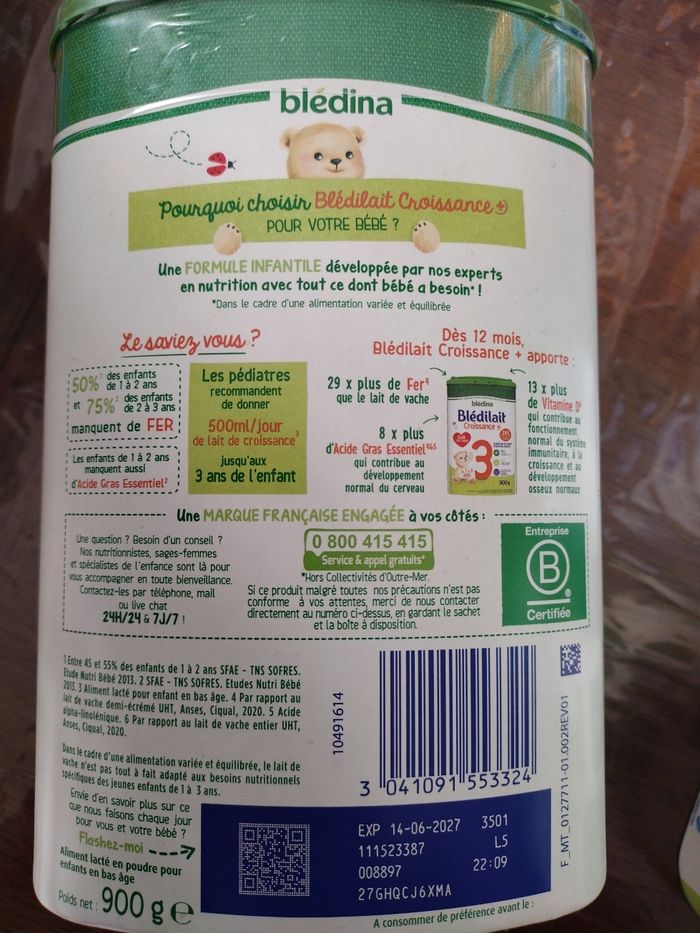 blédina
Pourquoi choisir Blédilait Croissance +
POUR VOTRE BÉBÉ ?
Une FORMULE INFANTILE développée par nos experts
en nutrition avec tout ce dont bébé a besoin* !
*Dans le cadre d'une alimentation variée et équilibrée
Le saviez vous ?
50%² des enfants
de 1 à 2 ans
et 75%² des enfants
de 2 à 3 ans
manquent de FER
Les enfants de 1 à 2 ans
manquent aussi
d'Acide Gras Essentiel²
Les pédiatres
recommandent
de donner
500ml/jour
de lait de croissance³
jusqu'aux
3 ans de l'enfant
Dès 12 mois,
Blédilait Croissance + apporte :
29 x plus de Fer⁴
que le lait de vache
8 x plus
d'Acide Gras Essentiel
qui contribue au
développement
normal du cerveau
blédina
Blédilait
Croissance +
3
900g
13 x plus
de Vitamine D
qui contribue au
fonctionnement
normal du système
immunitaire, à la
croissance et au
développement
osseux normaux
Une MARQUE FRANÇAISE ENGAGÉE à vos côtés :
Une question ? Besoin d'un conseil ?
Nos nutritionnistes, sages-femmes
et spécialistes de l'enfance sont là pour
vous accompagner en toute bienveillance.
Contactez-les par téléphone, mail
ou live chat
24H/24 & 7J/7 !
0 800 415 415
Service & appel gratuits*
*Hors Collectivités d'Outre-Mer.
Si ce produit malgré toutes nos précautions n'est pas
conforme à vos attentes, merci de nous contacter
directement au numéro ci-dessus, en gardant le sachet
et la boîte à disposition.
Entreprise
B
Certifiée
1 Entre 45 et 55% des enfants de 1 à 2 ans SFAE - TNS SOFRES.
Etude Nutri Bébé 2013. 2 SFAE - TNS SOFRES. Etudes Nutri Bébé
2013. 3 Aliment lacté pour enfant en bas âge. 4 Par rapport au
lait de vache demi-écrémé UHT, Anses, Ciqual, 2020. 5 Acide
alpha-linolénique. 6 Par rapport au lait de vache entier UHT,
Anses, Ciqual, 2020.
Dans le cadre d'une alimentation variée et équilibrée, le lait de
vache n'est pas tout à fait adapté aux besoins nutritionnels
spécifiques des jeunes enfants de 1 à 3 ans.
Envie d'en savoir plus sur ce
que nous faisons chaque jour
pour vous et votre bébé ?
Flashez-moi
Aliment lacté en poudre pour
enfants en bas âge
Poids net : 900 g e
10491614
3 041091 553324
F_MT_0127711-01.002REV01
EXP 14-06-2027 3501
111523387 L5
008897 22:09
27GHQCJ6XMA
A consommer de préférence avant le :